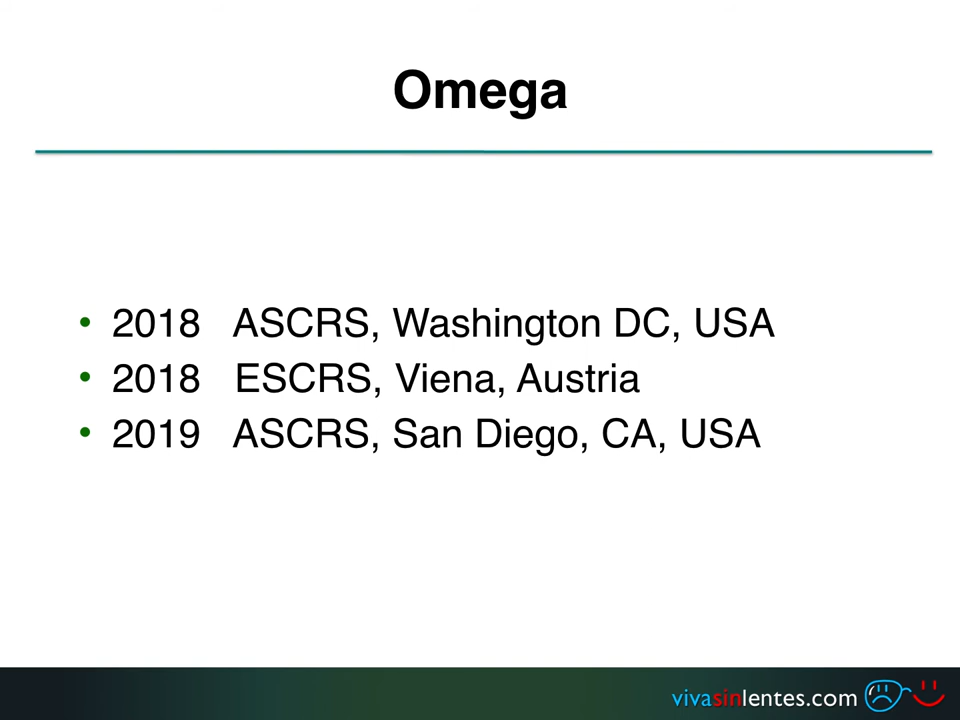 Omega
• 2018 ASCRS, Washington DC, USA
• 2018 ESCRS, Viena, Austria
• 2019 ASCRS, San Diego, CA, USA
vivasinlentes.com